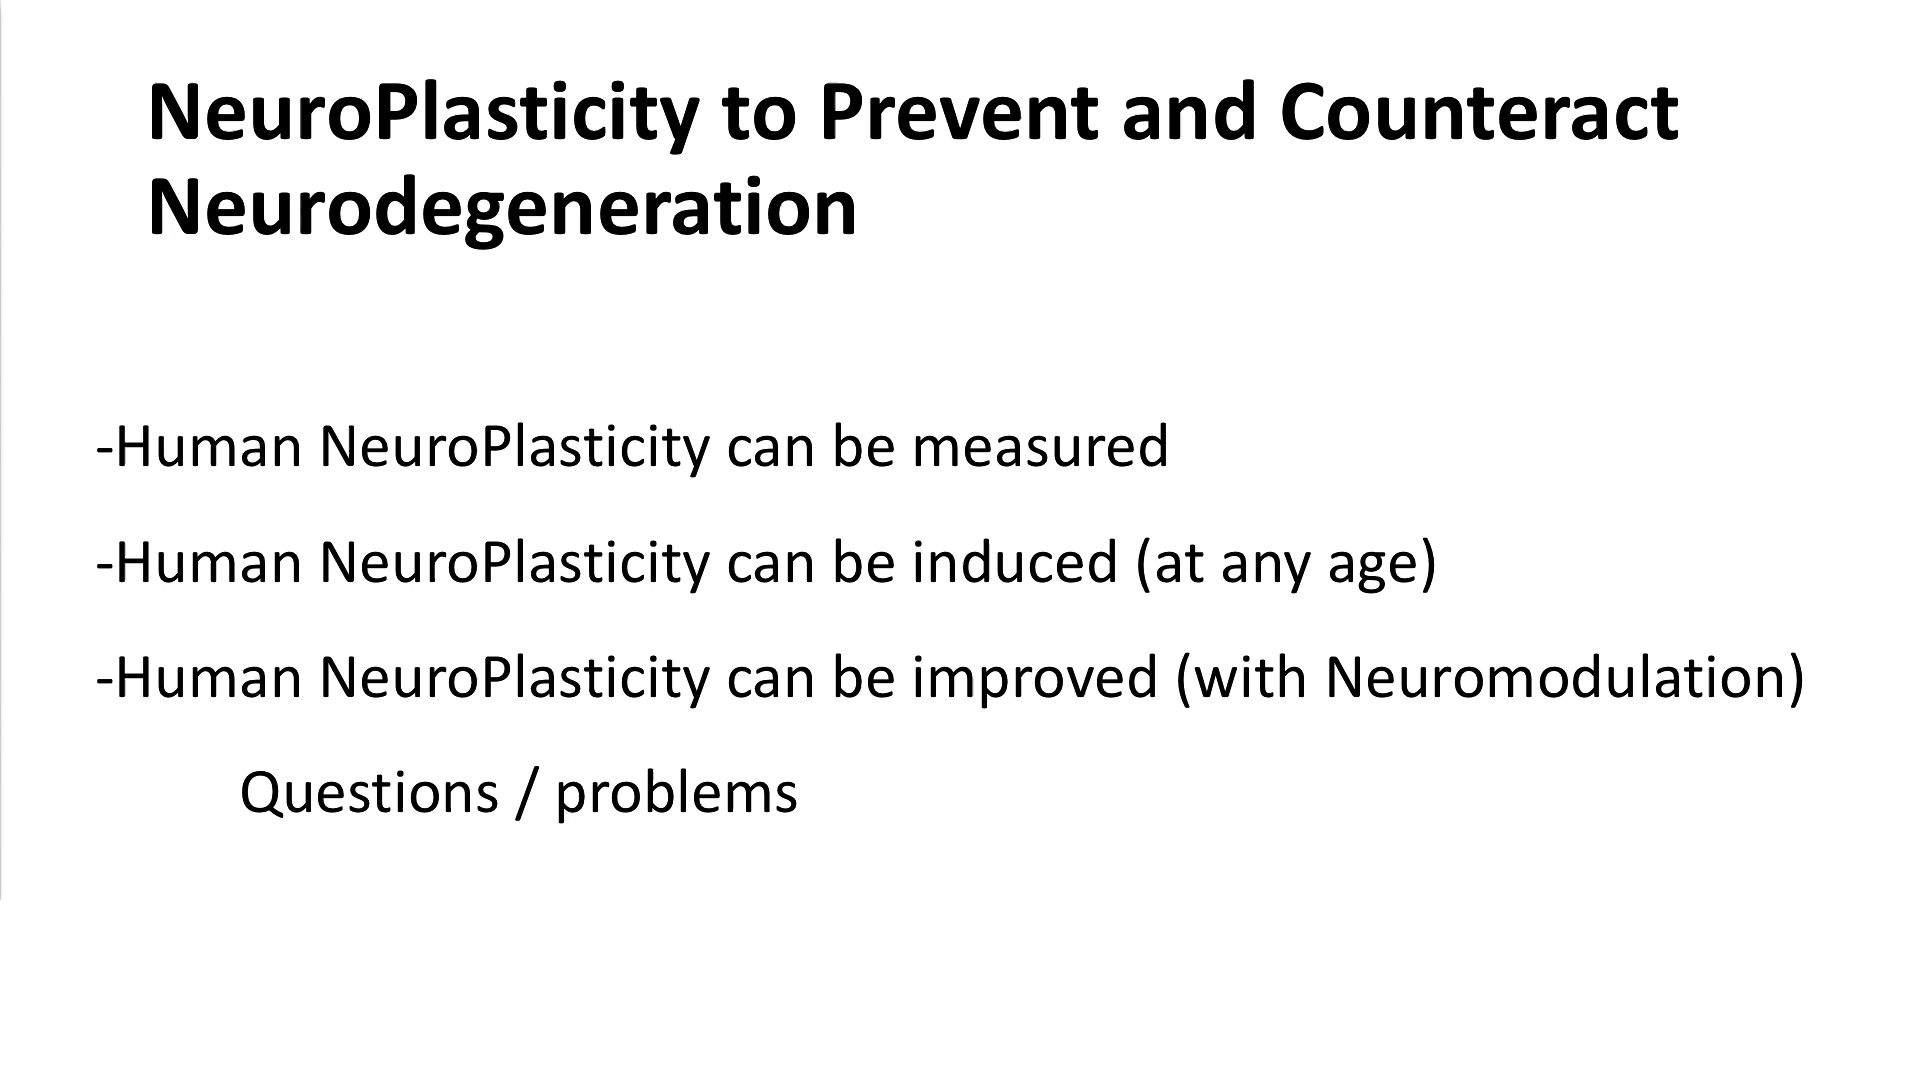 NeuroPlasticity to Prevent and Counteract
Neurodegeneration
-Human NeuroPlasticity can be measured
-Human NeuroPlasticity can be induced (at any age)
-Human NeuroPlasticity can be improved (with Neuromodulation)
Questions / problems